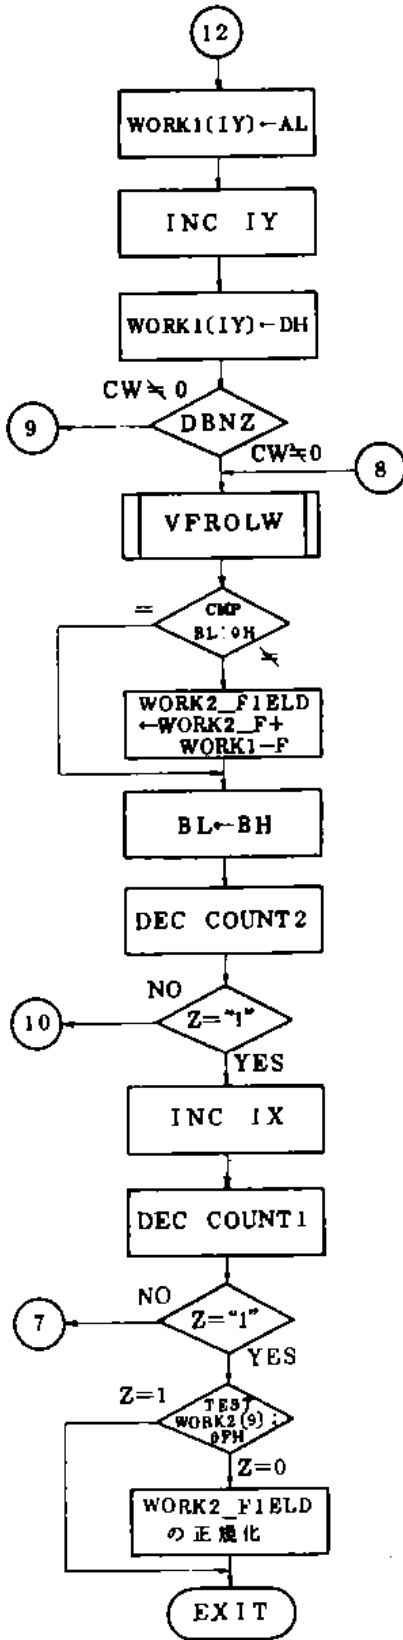 12
WORK1(IY)←AL
INC IY
WORK1(IY)←DH
CW≒0
9
DBNZ
CW≒0
8
VFROLW
=
CMP
BL:0H
≠
WORK2_FIELD
←WORK2_F+
WORK1-F
BL←BH
DEC COUNT2
NO
10
Z="1"
YES
INC IX
DEC COUNT1
NO
7
Z="1"
YES
Z=1
TEST
WORK2(9):
0FH
Z=0
WORK2_FIELD
の正規化
EXIT